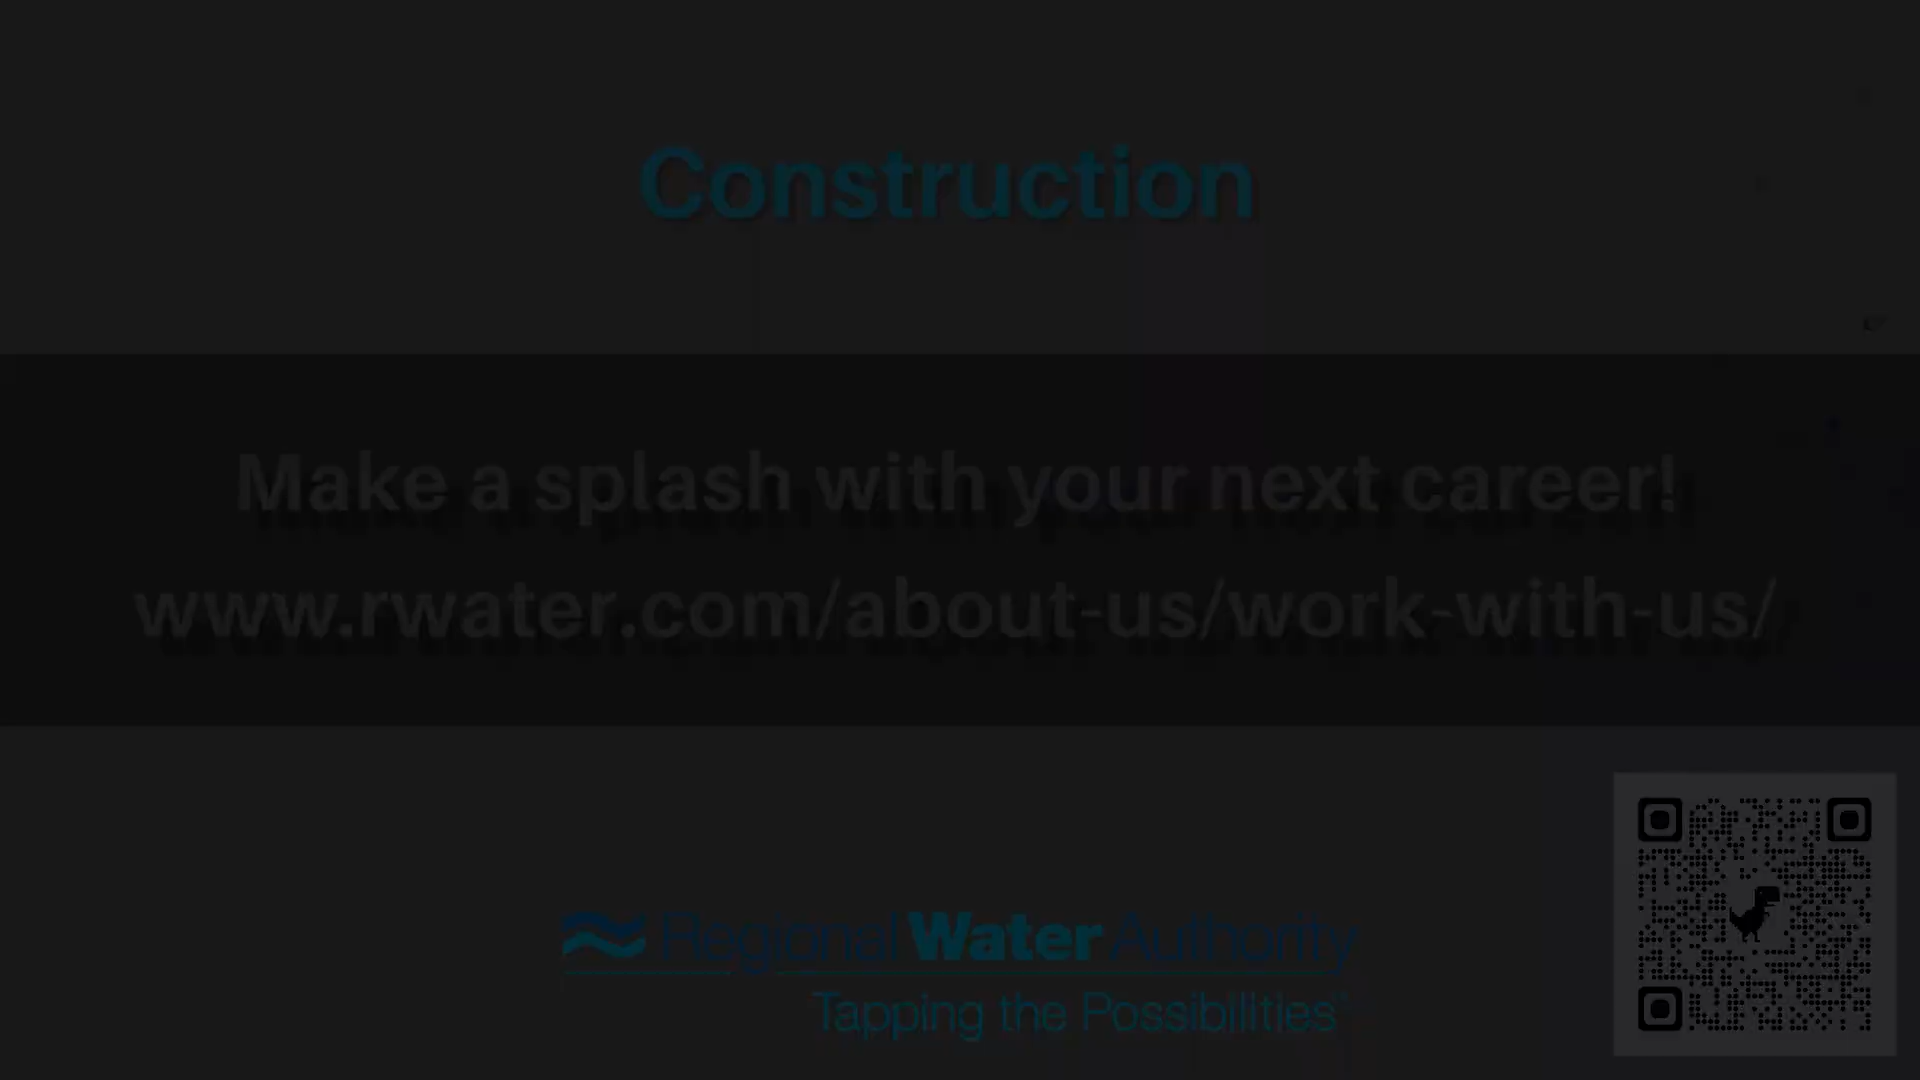 Construction
Make a splash with your next career!
www.rwater.com/about-us/work-with-us/
Regional Water Authority
Tapping the Possibilities